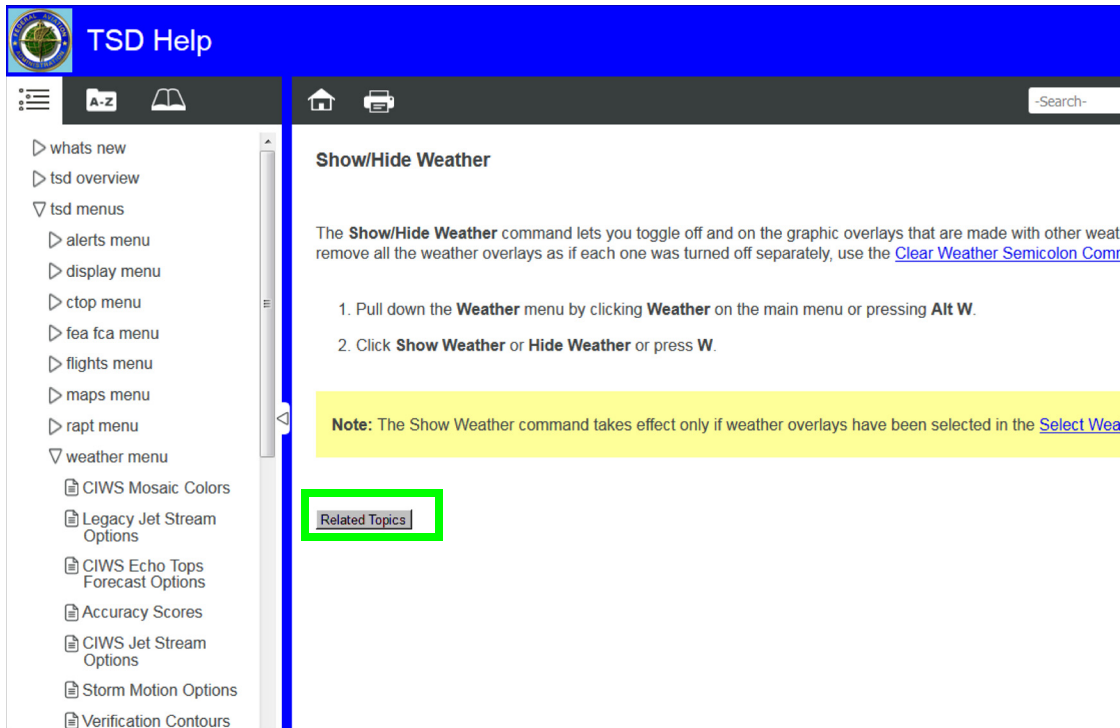 TSD Help
A-Z
-Search-
whats new
tsd overview
tsd menus
alerts menu
display menu
ctop menu
fea fca menu
flights menu
maps menu
rapt menu
weather menu
CIWS Mosaic Colors
Legacy Jet Stream
Options
CIWS Echo Tops
Forecast Options
Accuracy Scores
CIWS Jet Stream
Options
Storm Motion Options
Verification Contours
Show/Hide Weather
The Show/Hide Weather command lets you toggle off and on the graphic overlays that are made with other weat
remove all the weather overlays as if each one was turned off separately, use the Clear Weather Semicolon Com
1. Pull down the Weather menu by clicking Weather on the main menu or pressing Alt W.
2. Click Show Weather or Hide Weather or press W.
Note: The Show Weather command takes effect only if weather overlays have been selected in the Select Wea
Related Topics